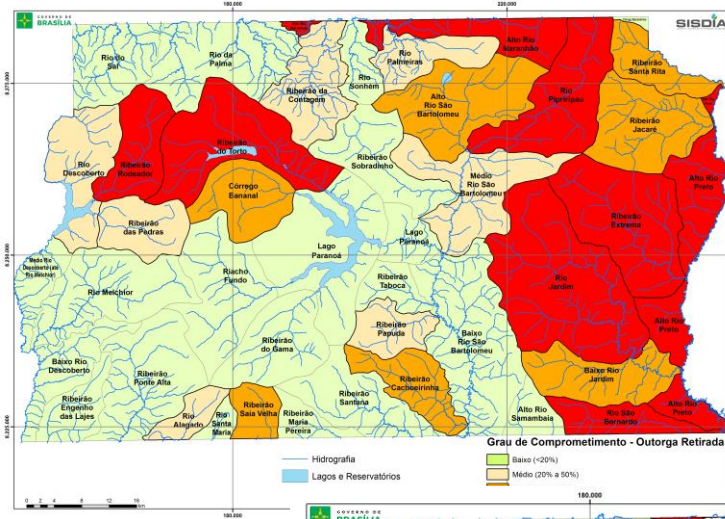 GOVERNO DE
BRASÍLIA
180.000
220.000
SISDIA
8.275.000
Rio do
Sal
Rio da
Palma
Ribeirão da
Contagem
Rio
Sonhém
Rio
Palmeiras
Alto Rio
Maranhão
Ribeirão
Santa Rita
Rio
Pipiripau
Alto
Rio São
Bartolomeu
Ribeirão
Jacaré
Rio
Descoberto
Ribeirão
Rodeador
Ribeirão
do Torto
Ribeirão
Sobradinho
Médio
Rio São
Bartolomeu
Alto Rio
Preto
Córrego
Bananal
Ribeirão
das Pedras
Ribeirão
Extrema
Lago
Paranoá
Lago
Paranoá
8.250.000
Riacho
Fundo
Ribeirão
Taboca
Rio
Jardim
Rio Melchior
Alto Rio
Preto
Ribeirão
do Gama
Ribeirão
Papuda
Baixo
Rio São
Bartolomeu
Baixo Rio
Descoberto
Ribeirão
Ponte Alta
Ribeirão
Cachoeirinha
Baixo Rio
Jardim
Ribeirão
Engenho
das Lajes
Rio
Alagado
Rio
Santa
Maria
Ribeirão
Saia Velha
Ribeirão
Maria
Pereira
Ribeirão
Santana
Alto Rio
Samambaia
Rio São
Bernardo
Alto Rio
Preto
8.225.000
Hidrografia
Lagos e Reservatórios
Grau de Comprometimento - Outorga Retirada
Baixo (<20%)
Médio (20% a 50%)
0 2 4 8 12 16
km
180.000
180.000
GOVERNO DE
BRASÍLIA